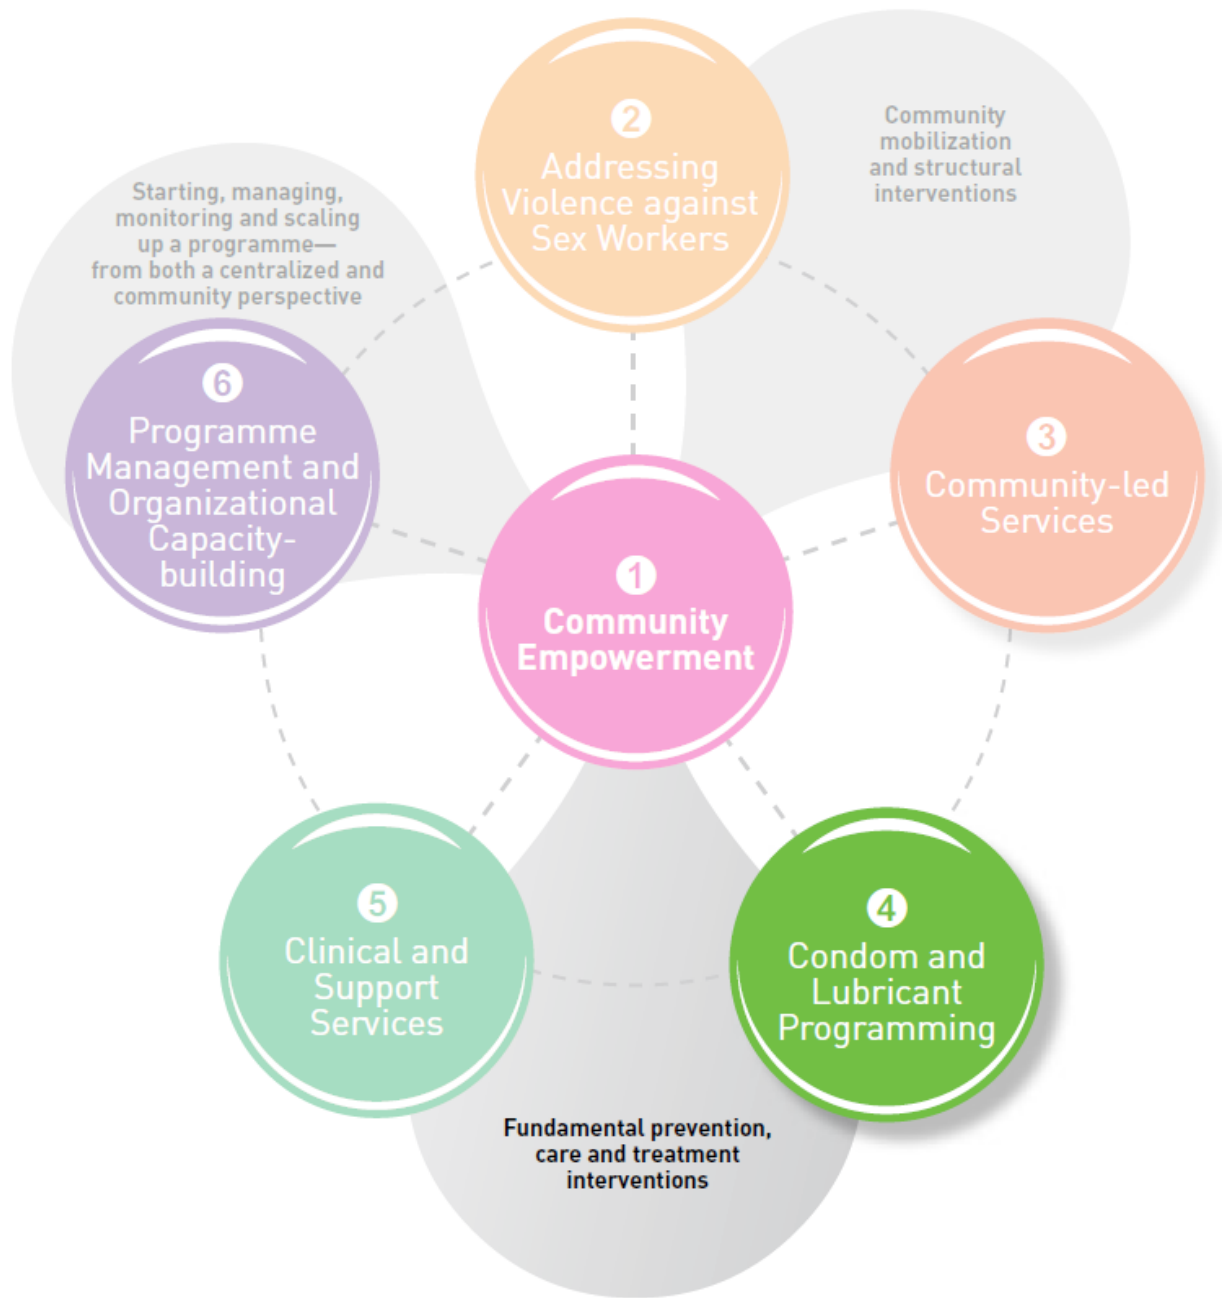 2
Addressing
Violence against
Sex Workers
Community
mobilization
and structural
interventions
Starting, managing,
monitoring and scaling
up a programme—
from both a centralized and
community perspective
6
Programme
Management and
Organizational
Capacity-
building
3
Community-led
Services
1
Community
Empowerment
5
Clinical and
Support
Services
4
Condom and
Lubricant
Programming
Fundamental prevention,
care and treatment
interventions